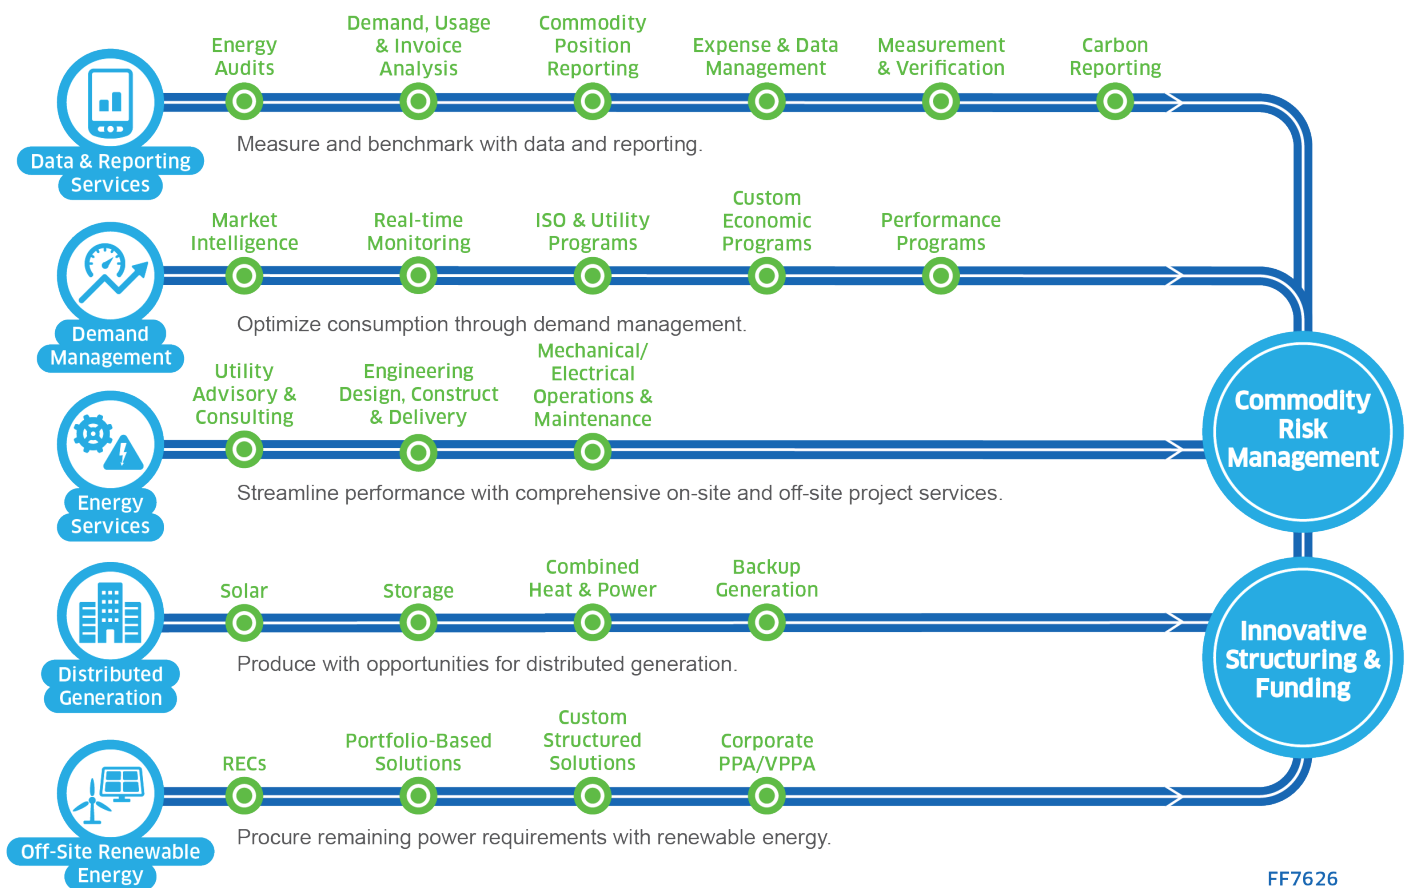 Energy
Audits
Demand, Usage
& Invoice
Analysis
Commodity
Position
Reporting
Expense & Data
Management
Measurement
& Verification
Carbon
Reporting
Data & Reporting
Services
Measure and benchmark with data and reporting.
Market
Intelligence
Real-time
Monitoring
ISO & Utility
Programs
Custom
Economic
Programs
Performance
Programs
Demand
Management
Optimize consumption through demand management.
Utility
Advisory &
Consulting
Engineering
Design, Construct
& Delivery
Mechanical/
Electrical
Operations &
Maintenance
Energy
Services
Streamline performance with comprehensive on-site and off-site project services.
Commodity
Risk
Management
Solar
Storage
Combined
Heat & Power
Backup
Generation
Distributed
Generation
Produce with opportunities for distributed generation.
Innovative
Structuring &
Funding
RECs
Portfolio-Based
Solutions
Custom
Structured
Solutions
Corporate
PPA/VPPA
Off-Site Renewable
Energy
Procure remaining power requirements with renewable energy.
FF7626